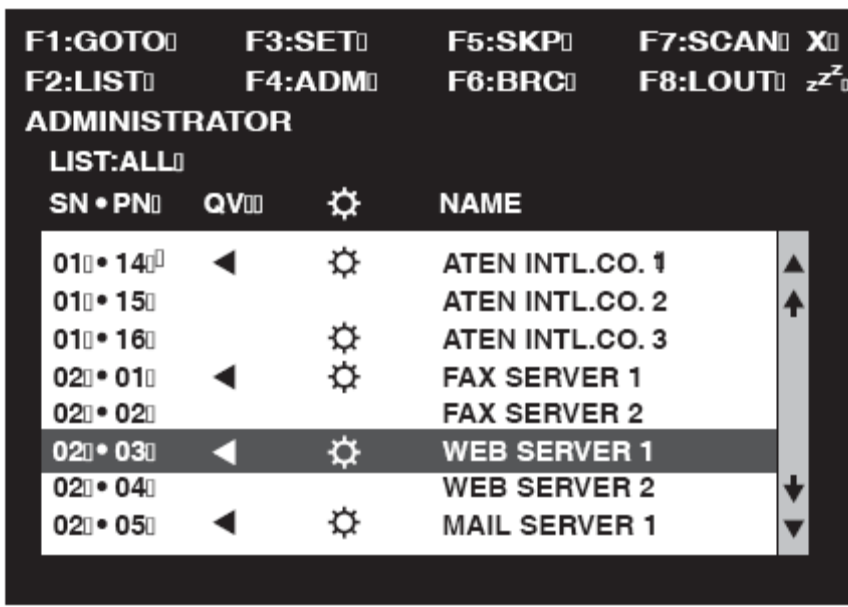 F1:GOTO F3:SET F5:SKP F7:SCAN X
F2:LIST F4:ADM F6:BRC F8:LOUT zZZ
ADMINISTRATOR
LIST:ALL
SN • PN QV NAME
01 • 14 ATEN INTL.CO. 1
01 • 15 ATEN INTL.CO. 2
01 • 16 ATEN INTL.CO. 3
02 • 01 FAX SERVER 1
02 • 02 FAX SERVER 2
02 • 03 WEB SERVER 1
02 • 04 WEB SERVER 2
02 • 05 MAIL SERVER 1